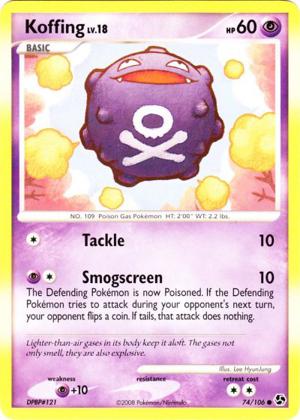 Koffing LV.18 HP 60
BASIC
NO. 109 Poison Gas Pokémon HT: 2'00" WT: 2.2 lbs.
Tackle 10
Smogscreen 10
The Defending Pokémon is now Poisoned. If the Defending
Pokémon tries to attack during your opponent's next turn,
your opponent flips a coin. If tails, that attack does nothing.
Illus. Lee HyunJung
Lighter-than-air gases in its body keep it aloft. The gases not
only smell, they are also explosive.
weakness resistance retreat cost
+10
DPBP#121 ©2008 Pokémon/Nintendo 74/106